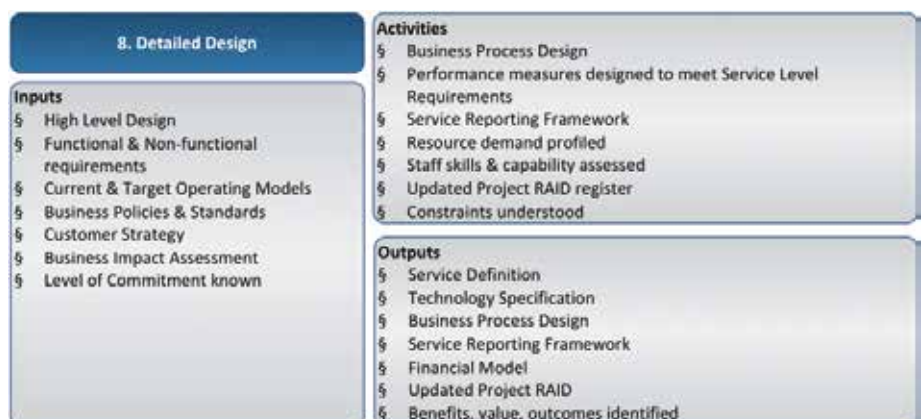 8. Detailed Design
Inputs
§ High Level Design
§ Functional & Non-functional
requirements
§ Current & Target Operating Models
§ Business Policies & Standards
§ Customer Strategy
§ Business Impact Assessment
§ Level of Commitment known
Activities
§ Business Process Design
§ Performance measures designed to meet Service Level
Requirements
§ Service Reporting Framework
§ Resource demand profiled
§ Staff skills & capability assessed
§ Updated Project RAID register
§ Constraints understood
Outputs
§ Service Definition
§ Technology Specification
§ Business Process Design
§ Service Reporting Framework
§ Financial Model
§ Updated Project RAID
§ Benefits, value, outcomes identified